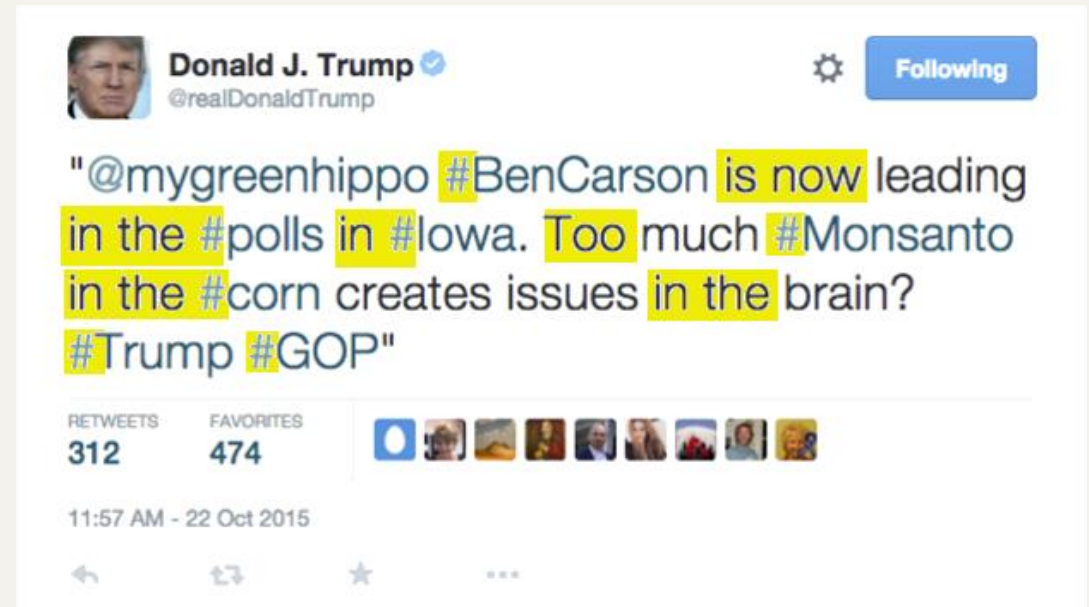 Donald J. Trump
@realDonaldTrump
Following
"@mygreenhippo #BenCarson is now leading
in the #polls in #Iowa. Too much #Monsanto
in the #corn creates issues in the brain?
#Trump #GOP"
RETWEETS FAVORITES
312 474
11:57 AM - 22 Oct 2015